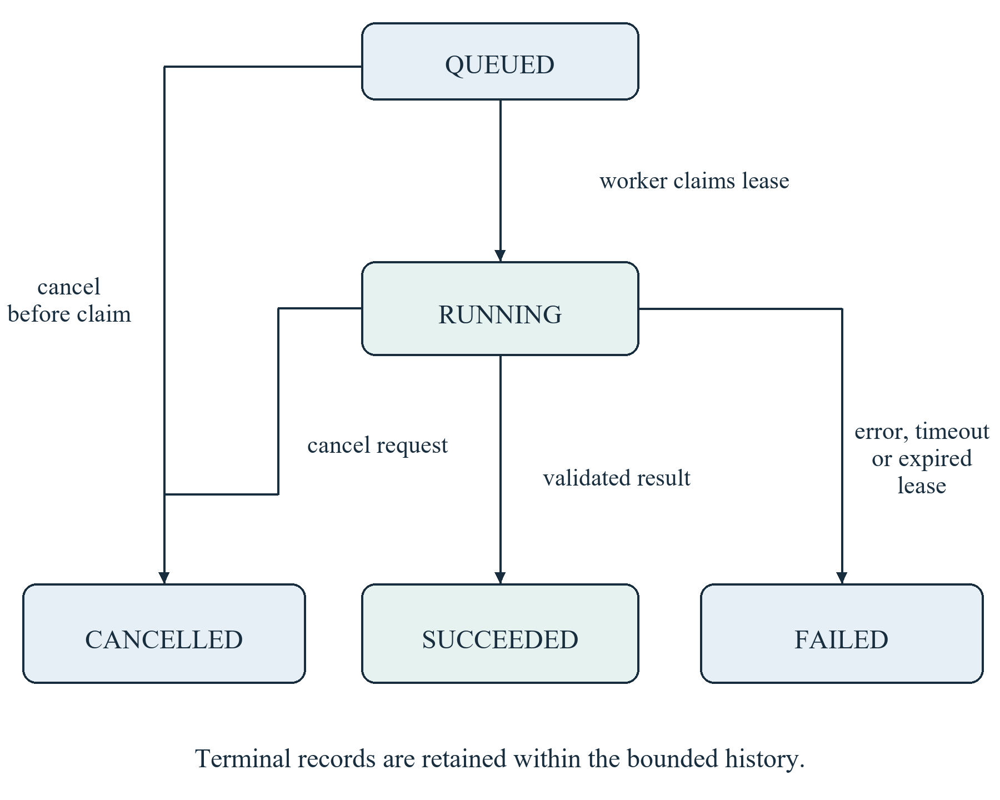 QUEUED
worker claims lease
cancel
before claim
RUNNING
cancel request
validated result
error, timeout
or expired
lease
CANCELLED
SUCCEEDED
FAILED
Terminal records are retained within the bounded history.